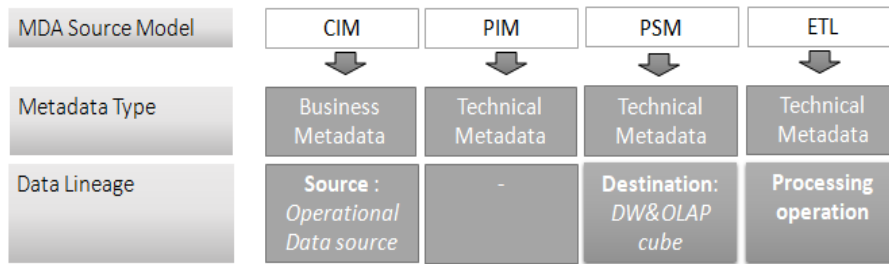 MDA Source Model CIM PIM PSM ETL
Metadata Type Business Metadata Technical Metadata Technical Metadata Technical Metadata
Data Lineage Source : Operational Data source - Destination: DW&OLAP cube Processing operation